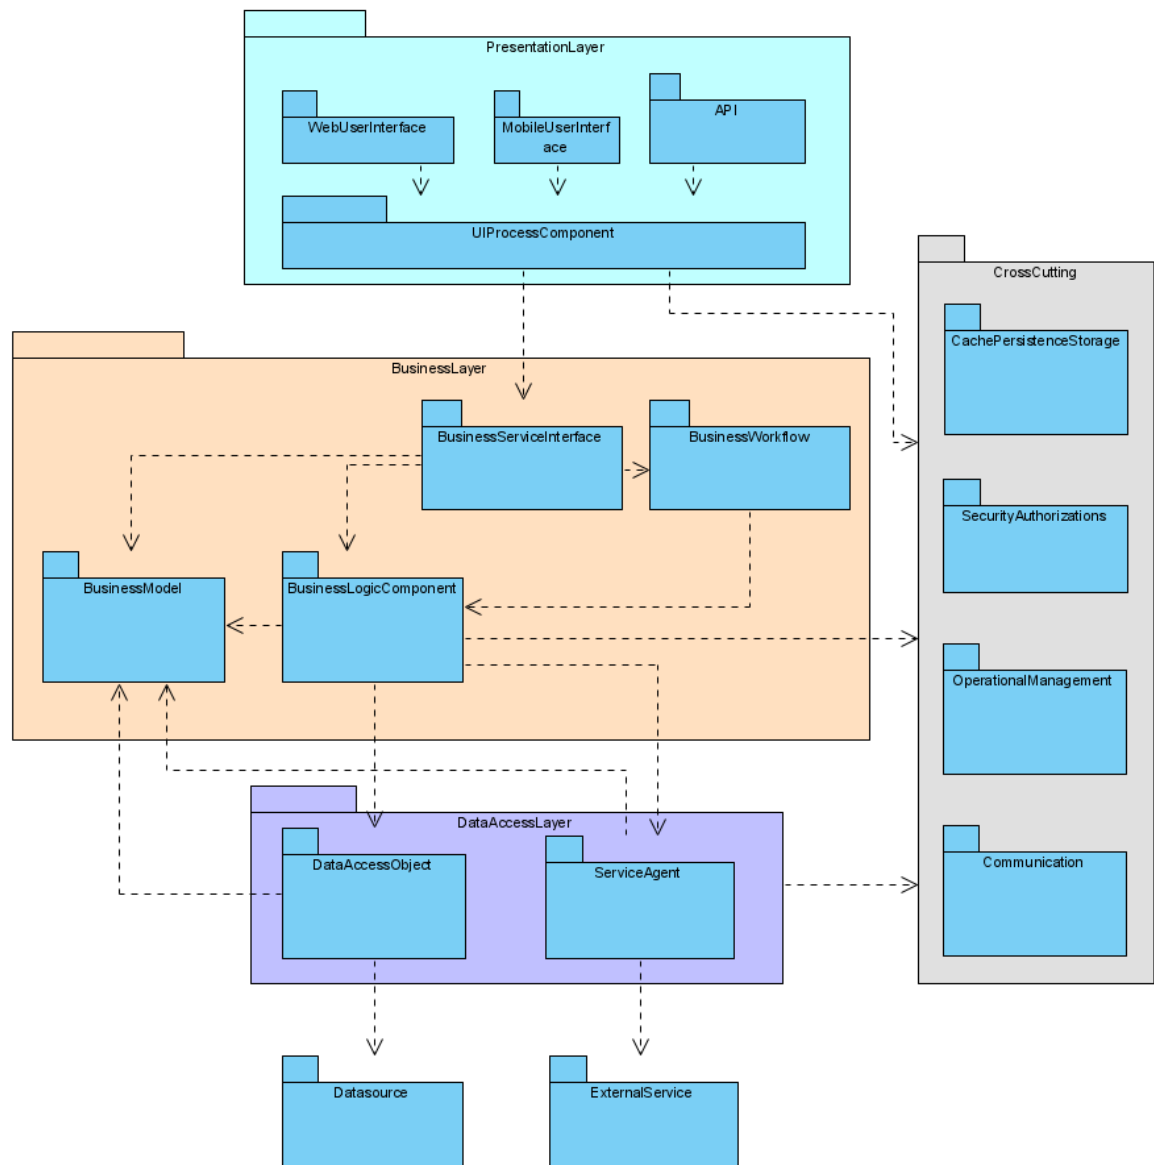 PresentationLayer
WebUserInterface
MobileUserInterf
ace
API
UIProcessComponent
CrossCutting
CachePersistenceStorage
SecurityAuthorizations
OperationalManagement
Communication
BusinessLayer
BusinessServiceInterface
BusinessWorkflow
BusinessModel
BusinessLogicComponent
DataAccessLayer
DataAccessObject
ServiceAgent
Datasource
ExternalService